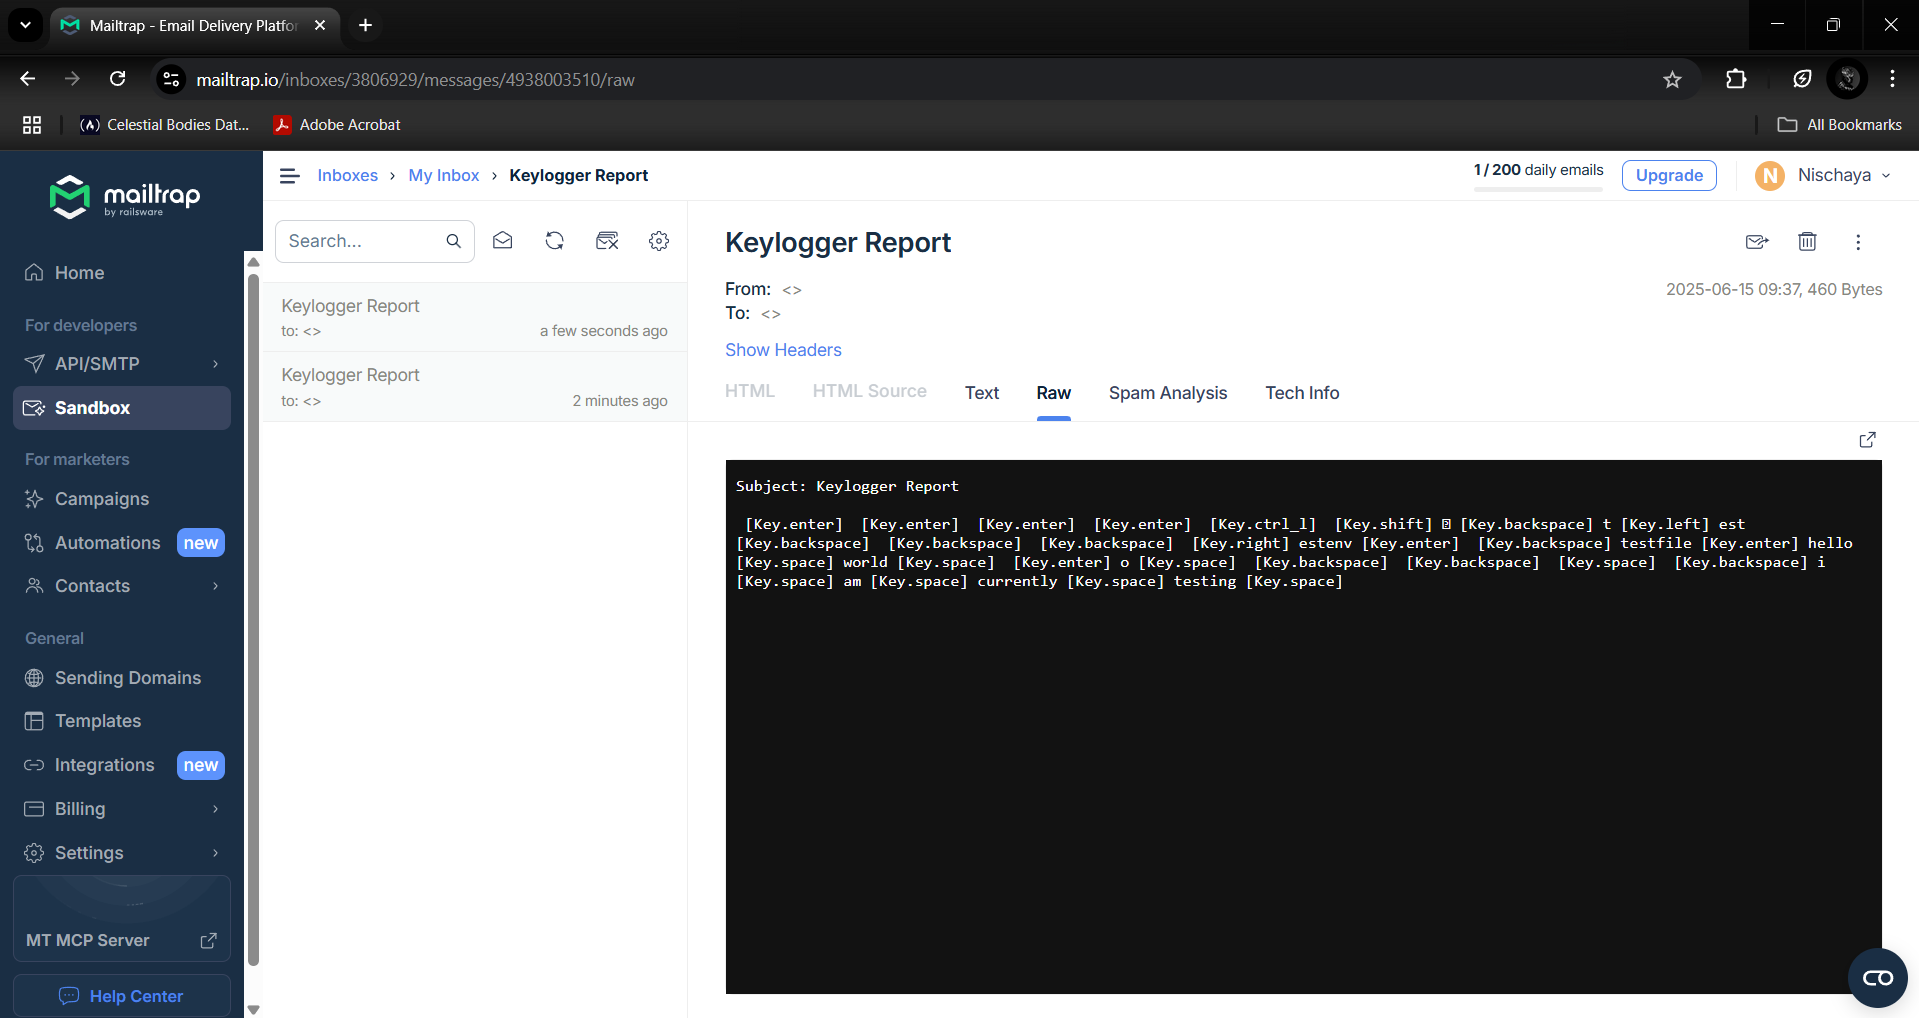 Mailtrap - Email Delivery Platfor
mailtrap.io/inboxes/3806929/messages/4938003510/raw
Celestial Bodies Dat...
Adobe Acrobat
All Bookmarks
mailtrap
by railsware
Inboxes > My Inbox > Keylogger Report
1 / 200 daily emails
Upgrade
N
Nischaya
Search...
Home
For developers
API/SMTP
Sandbox
For marketers
Campaigns
Automations new
Contacts
General
Sending Domains
Templates
Integrations new
Billing
Settings
MT MCP Server
Help Center
Keylogger Report
to: <> a few seconds ago
Keylogger Report
to: <> 2 minutes ago
Keylogger Report
From: <>
2025-06-15 09:37, 460 Bytes
To: <>
Show Headers
HTML HTML Source Text Raw Spam Analysis Tech Info
Subject: Keylogger Report
[Key.enter] [Key.enter] [Key.enter] [Key.enter] [Key.ctrl_l] [Key.shift] [Key.backspace] t [Key.left] est
[Key.backspace] [Key.backspace] [Key.backspace] [Key.right] estenv [Key.enter] [Key.backspace] testfile [Key.enter] hello
[Key.space] world [Key.space] [Key.enter] o [Key.space] [Key.backspace] [Key.backspace] [Key.space] [Key.backspace] i
[Key.space] am [Key.space] currently [Key.space] testing [Key.space]